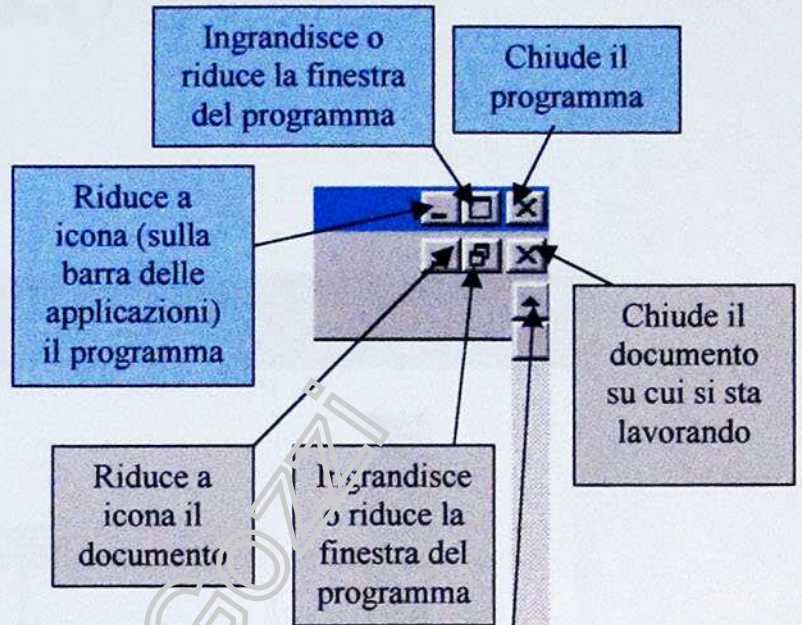 Ingrandisce o
riduce la finestra
del programma
Chiude il
programma
Riduce a
icona (sulla
barra delle
applicazioni)
il programma
Chiude il
documento
su cui si sta
lavorando
Riduce a
icona il
documento
Ingrandisce
o riduce la
finestra del
programma
GOZZI